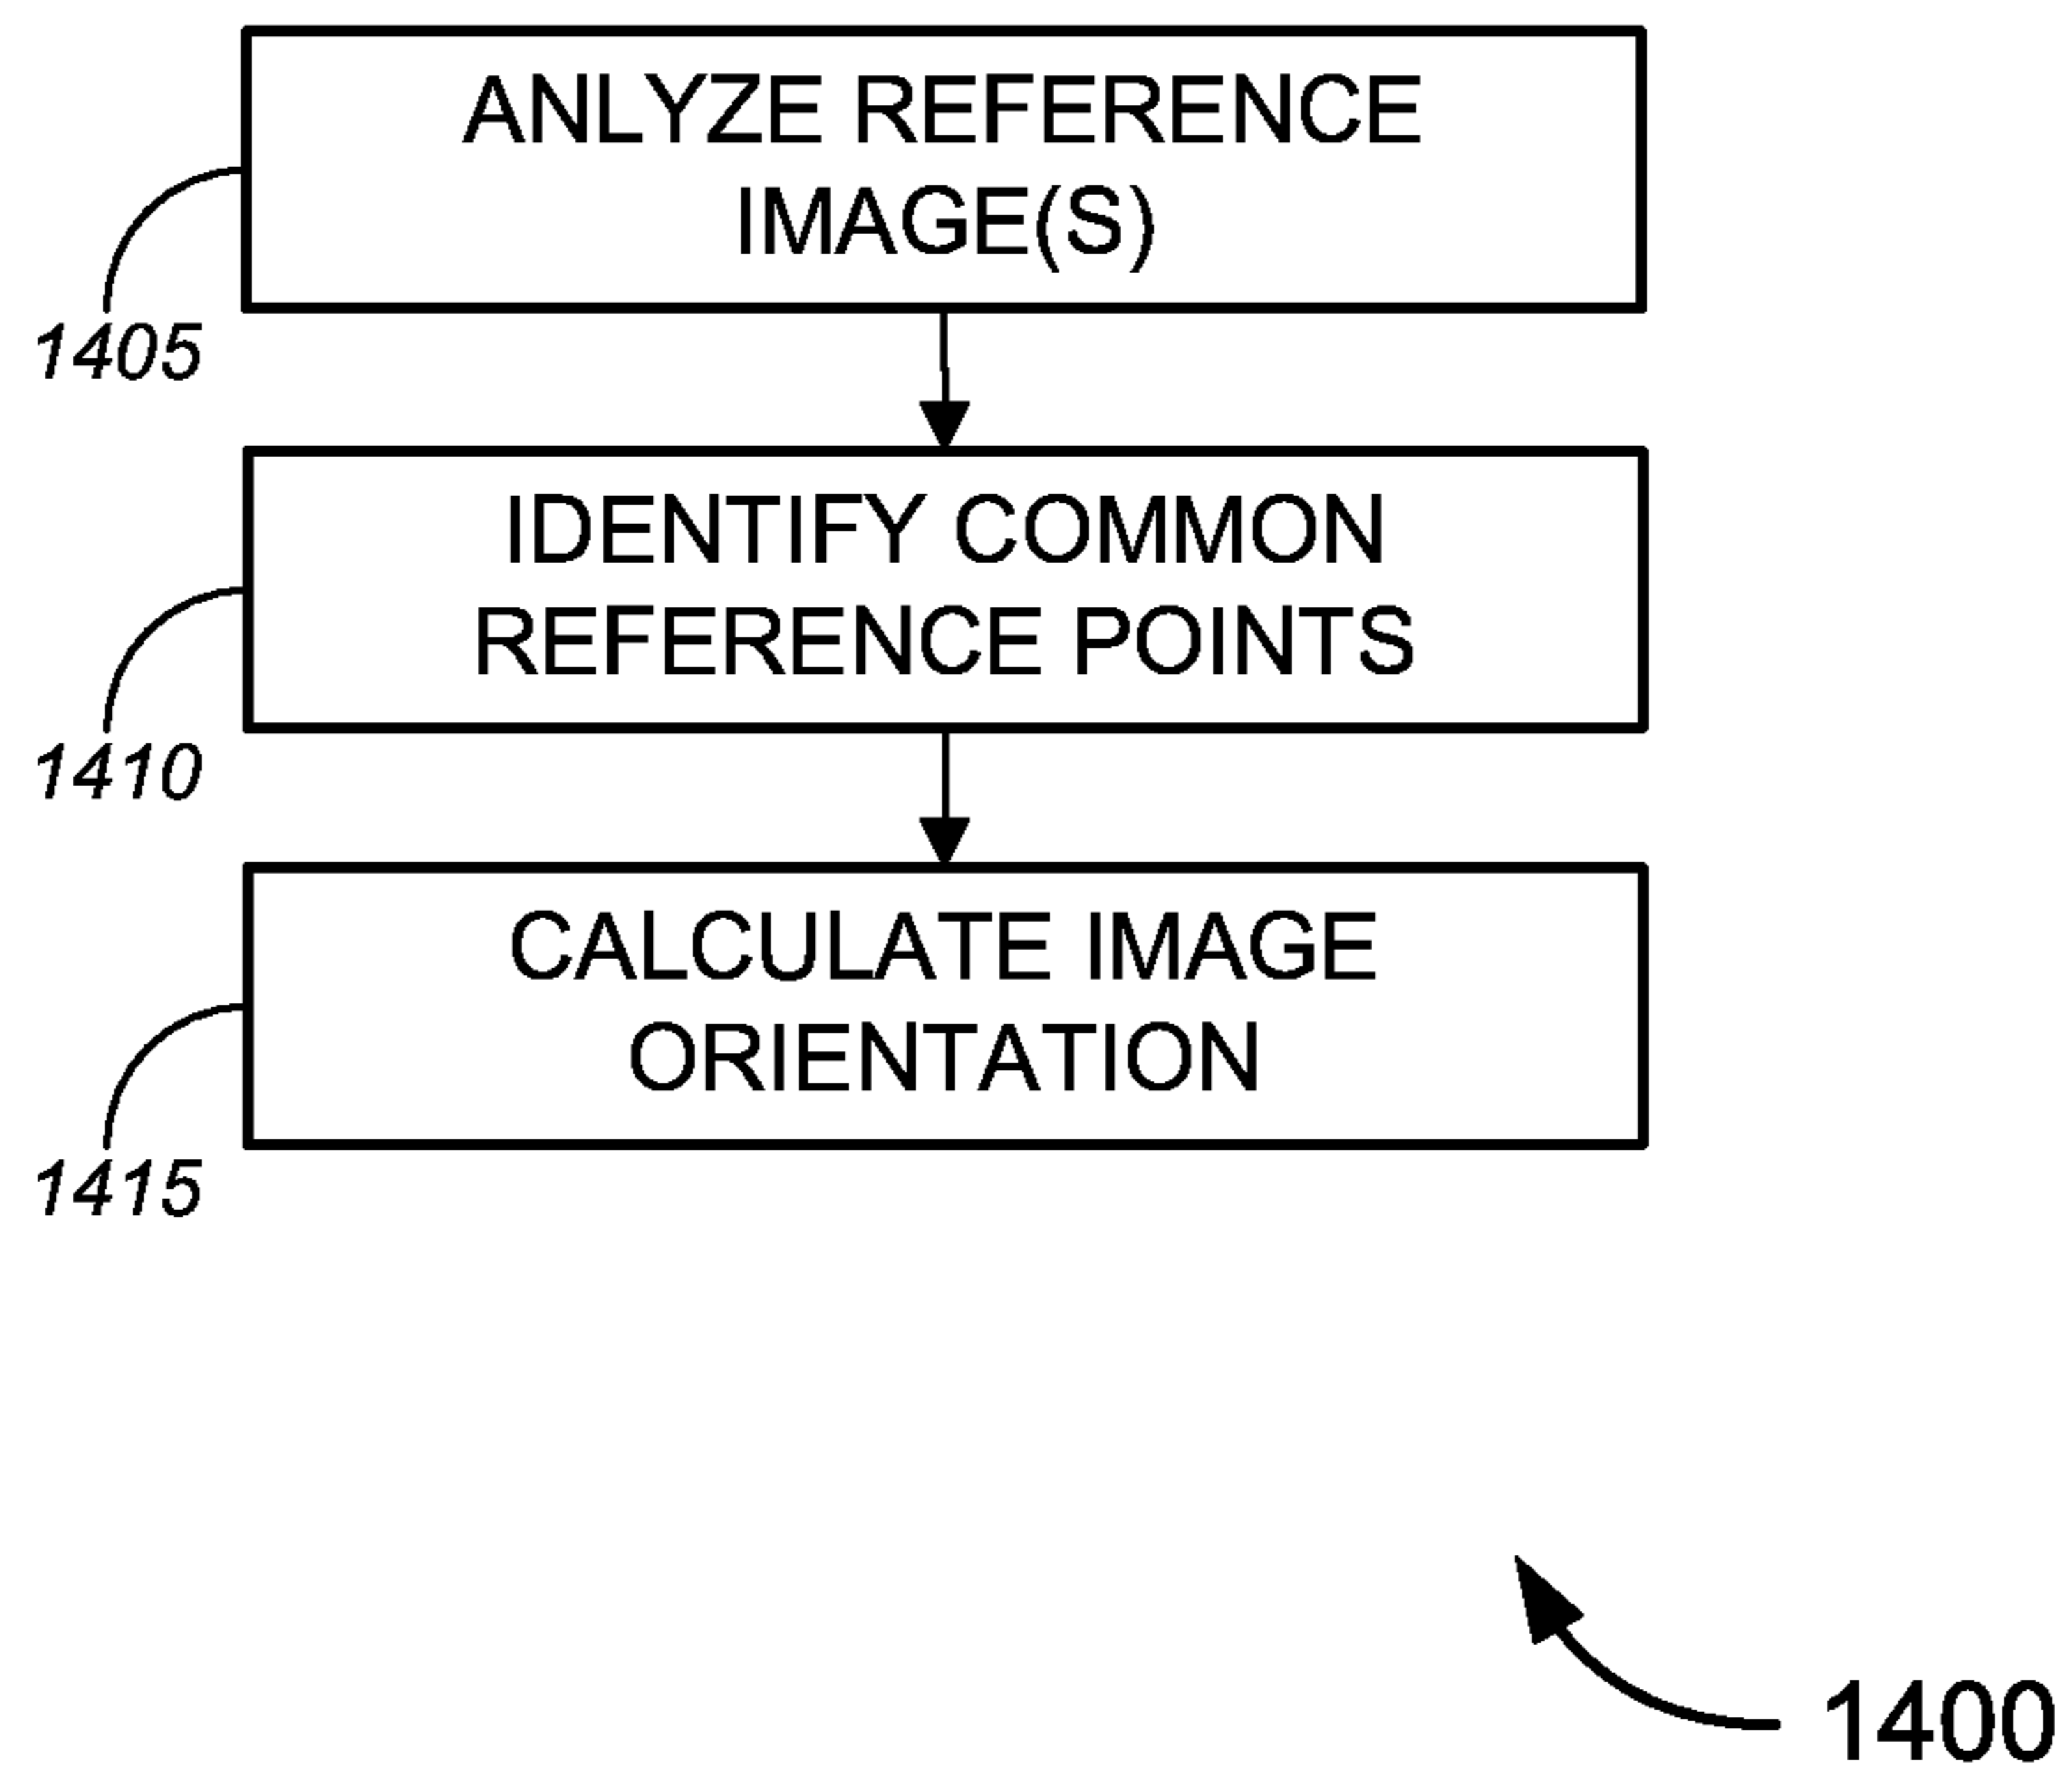 ANLYZE REFERENCE
IMAGE(S)
1405
IDENTIFY COMMON
REFERENCE POINTS
1410
CALCULATE IMAGE
ORIENTATION
1415
1400